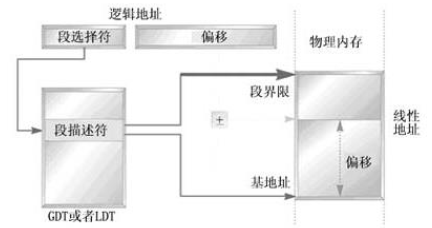 逻辑地址
段选择符
偏移
物理内存
段界限
线性
地址
段描述符
+
偏移
基地址
GDT或者LDT